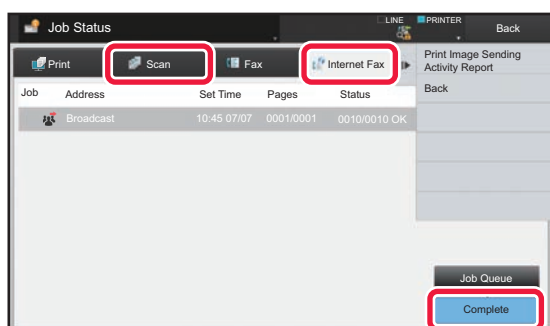 Job Status
LINE
PRINTER
Back
Print
Scan
Fax
Internet Fax
Print Image Sending
Activity Report
Back
Job Address Set Time Pages Status
Broadcast 10:45 07/07 0001/0001 0010/0010 OK
Job Queue
Complete